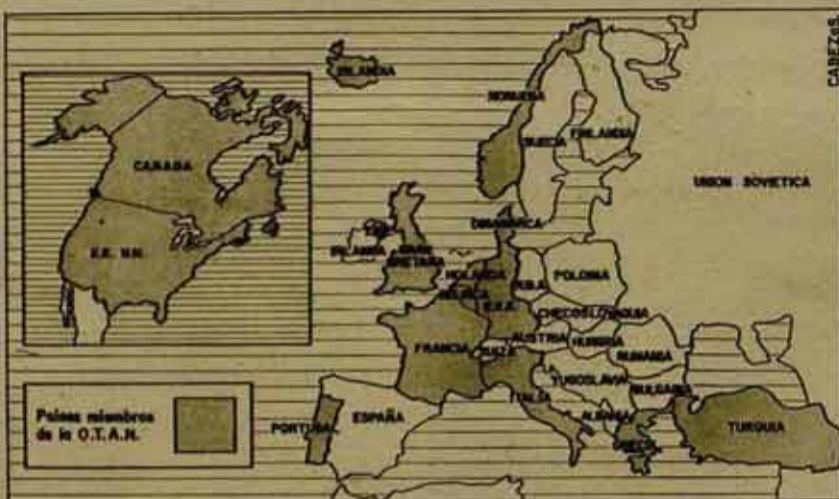 CABEZAS
ISLANDIA
CANADA
EE. UU.
NORUEGA
SUECIA
FINLANDIA
UNION SOVIETICA
DINAMARCA
IRLANDA
GRAN
BRETAÑA
HOLANDA
BELGICA
R.F.A.
R.D.A.
POLONIA
CHECOSLOVAQUIA
FRANCIA
SUIZA
AUSTRIA
HUNGRIA
RUMANIA
YUGOSLAVIA
BULGARIA
ITALIA
ALBANIA
GRECIA
TURQUIA
PORTUGAL
ESPAÑA
Países miembros
de la O.T.A.N.